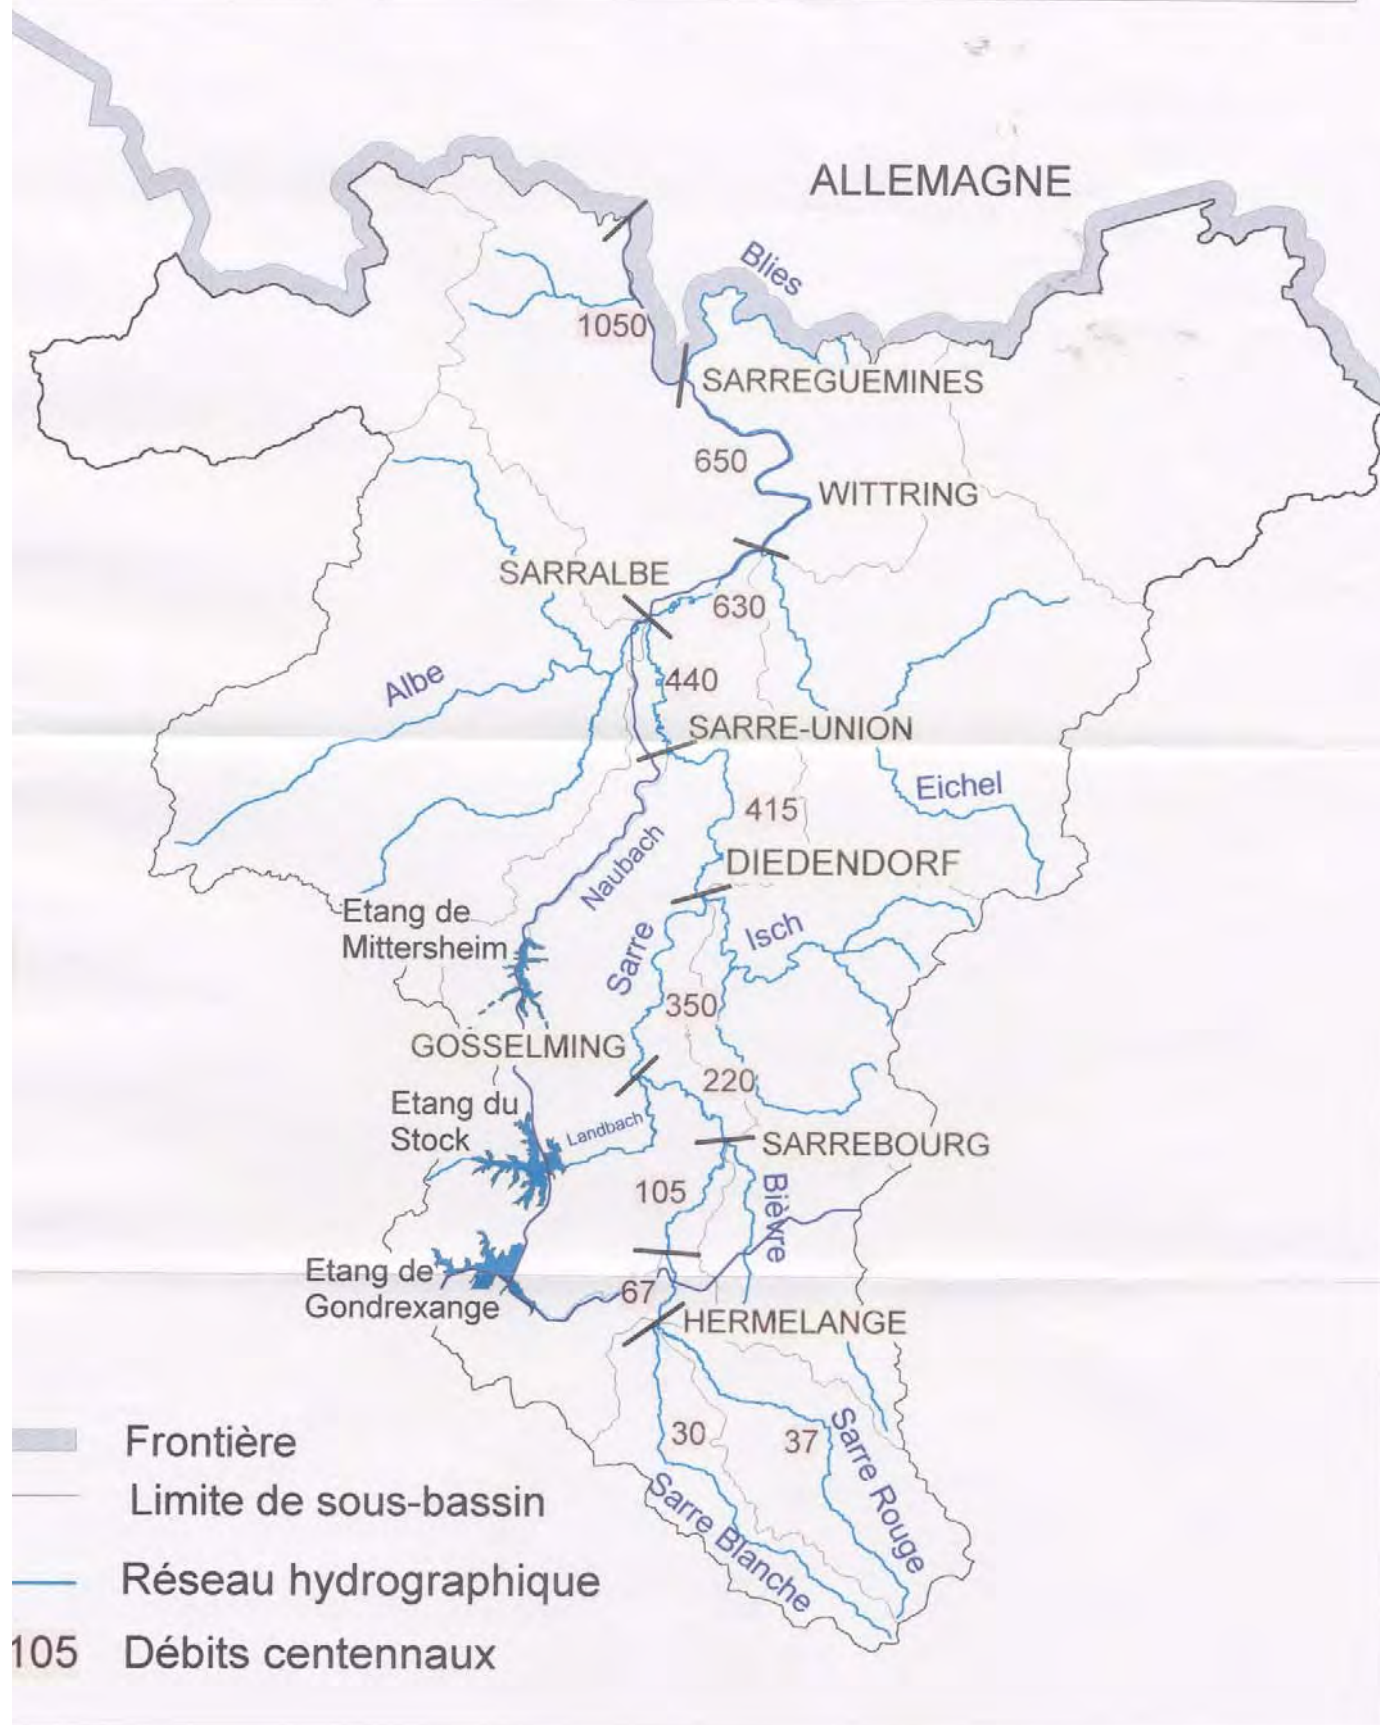 ALLEMAGNE
Blies
1050
SARREGUEMINES
650
WITTRING
SARRALBE
630
440
Albe
SARRE-UNION
Eichel
415
Naubach
DIEDENDORF
Etang de
Mittersheim
Sarre
Isch
350
GOSSELMING
220
Etang du
Stock
Landbach
SARREBOURG
105
Bièvre
Etang de
Gondrexange
67
HERMELANGE
30
37
Sarre Rouge
Sarre Blanche
Frontière
Limite de sous-bassin
Réseau hydrographique
105 Débits centennaux